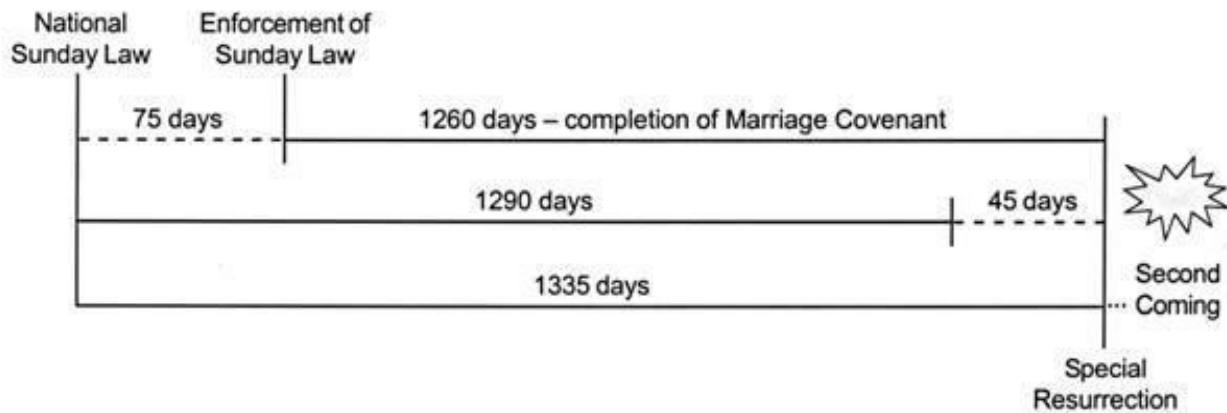 National
Sunday Law
Enforcement of
Sunday Law
75 days
1260 days – completion of Marriage Covenant
1290 days
45 days
1335 days
Second
Coming
Special
Resurrection